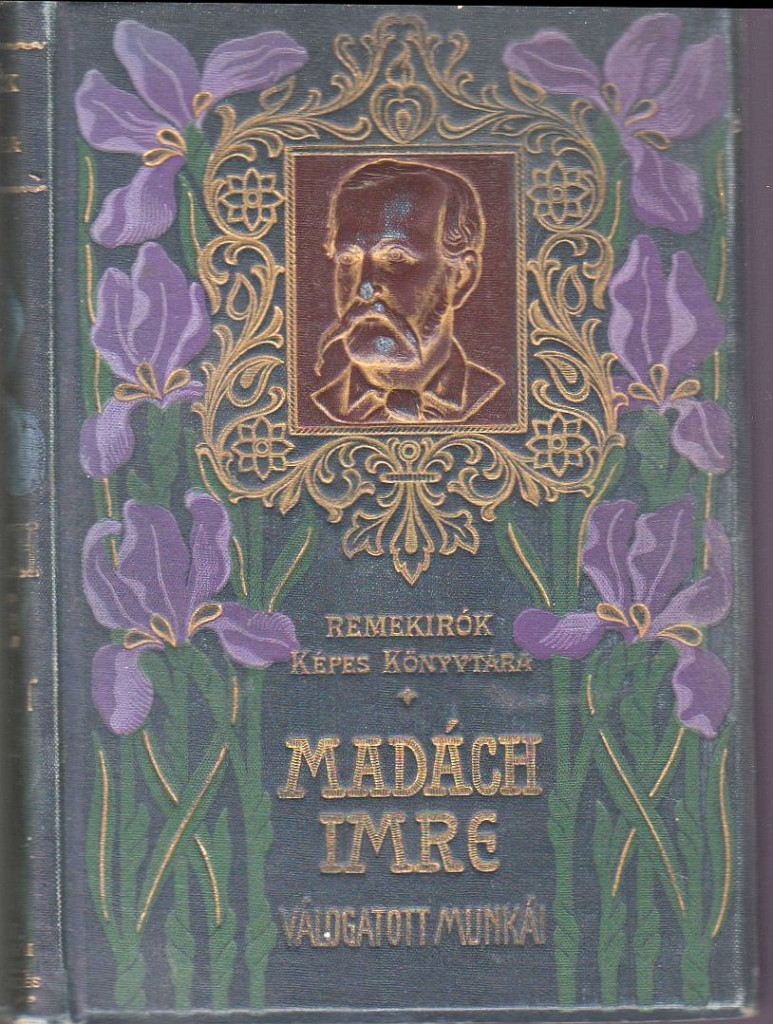 REMEKIRÓK
KÉPES KÖNYVTÁRA
MADÁCH
IMRE
VÁLOGATOTT MUNKÁI